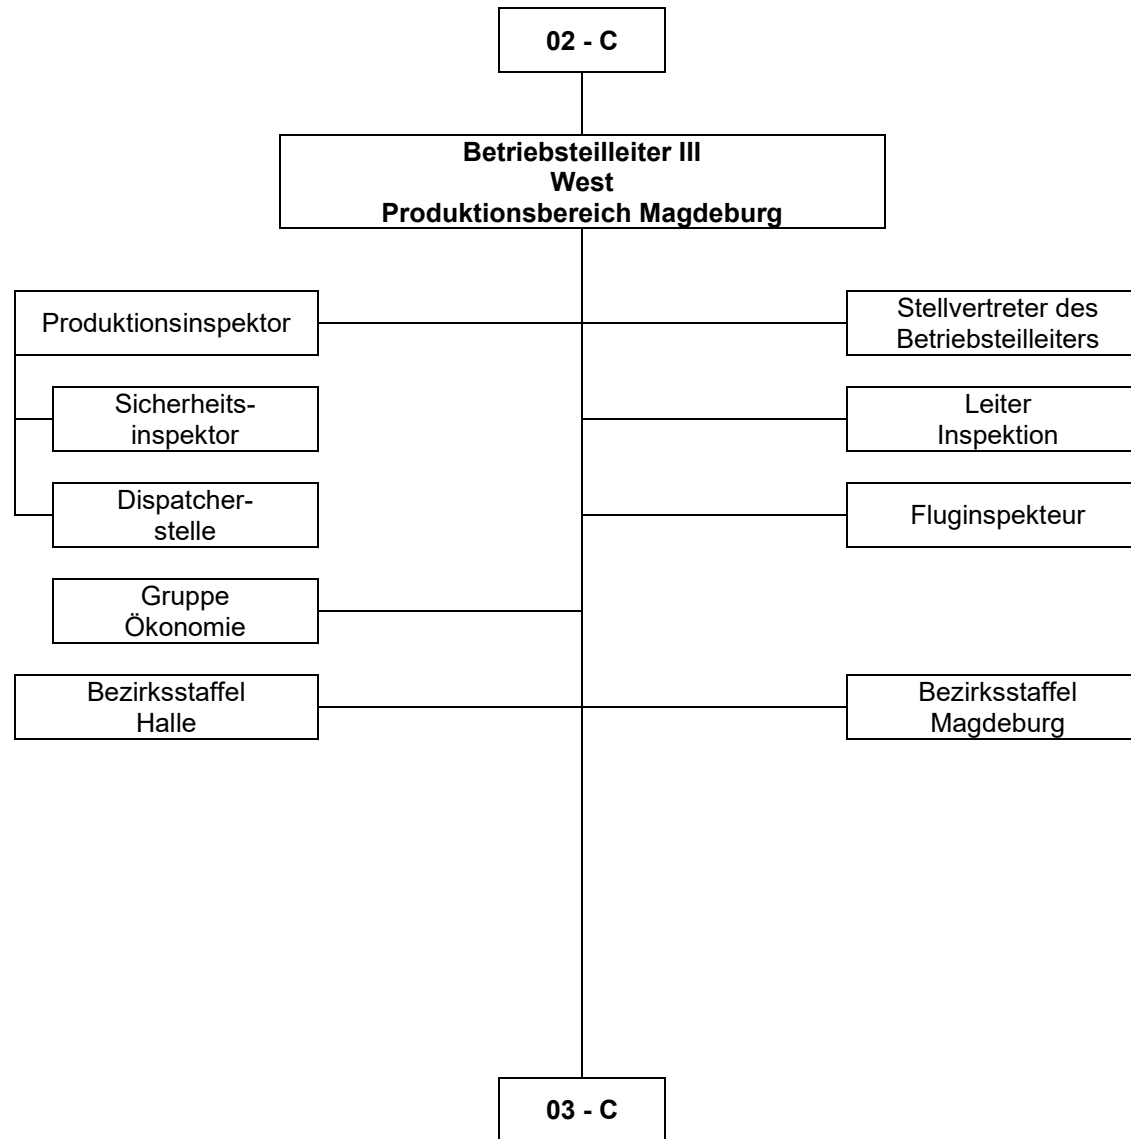 02 - C
Betriebsteilleiter III
West
Produktionsbereich Magdeburg
Produktionsinspektor
Stellvertreter des
Betriebsteilleiters
Sicherheits-
inspektor
Leiter
Inspektion
Dispatcher-
stelle
Fluginspekteur
Gruppe
Ökonomie
Bezirksstaffel
Halle
Bezirksstaffel
Magdeburg
03 - C